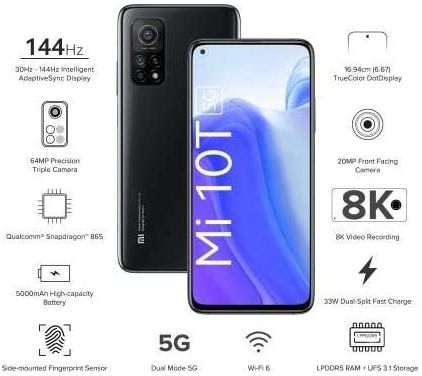 144Hz
30Hz - 144Hz Intelligent
AdaptiveSync Display
16.94cm (6.67)
TrueColor DotDisplay
64MP Precision
Triple Camera
20MP Front Facing
Camera
Mi 10T 5G
mi
8K
Qualcomm® Snapdragon™ 865
8K Video Recording
5000mAh High-capacity
Battery
33W Dual-Split Fast Charge
5G
LPDDR5
Side-mounted Fingerprint Sensor
Dual Mode 5G
Wi-Fi 6
LPDDR5 RAM + UFS 3.1 Storage